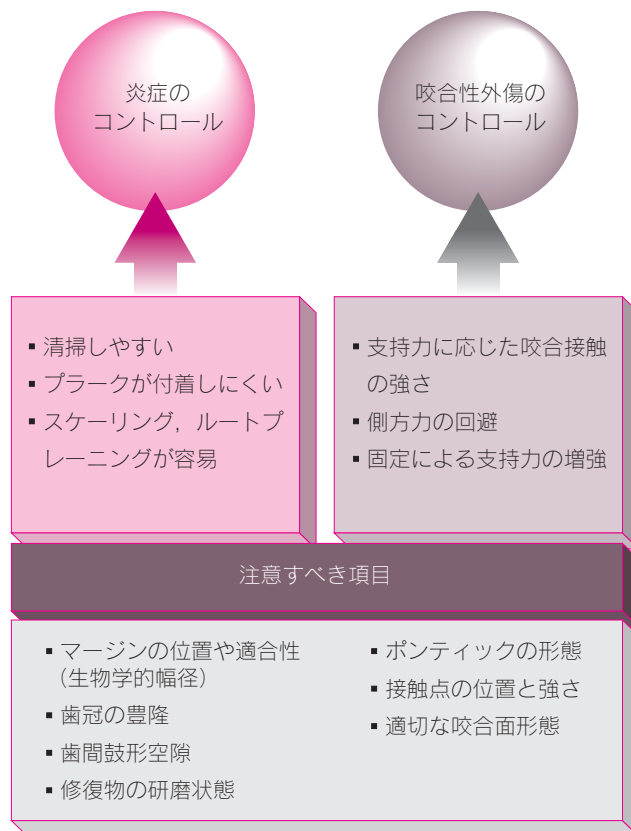 炎症の
コントロール
咬合性外傷の
コントロール
▪ 清掃しやすい
▪ プラークが付着しにくい
▪ スケーリング，ルートプ
レーニングが容易
▪ 支持力に応じた咬合接触
の強さ
▪ 側方力の回避
▪ 固定による支持力の増強
注意すべき項目
▪ マージンの位置や適合性
（生物学的幅径）
▪ 歯冠の豊隆
▪ 歯間鼓形空隙
▪ 修復物の研磨状態
▪ ポンティックの形態
▪ 接触点の位置と強さ
▪ 適切な咬合面形態